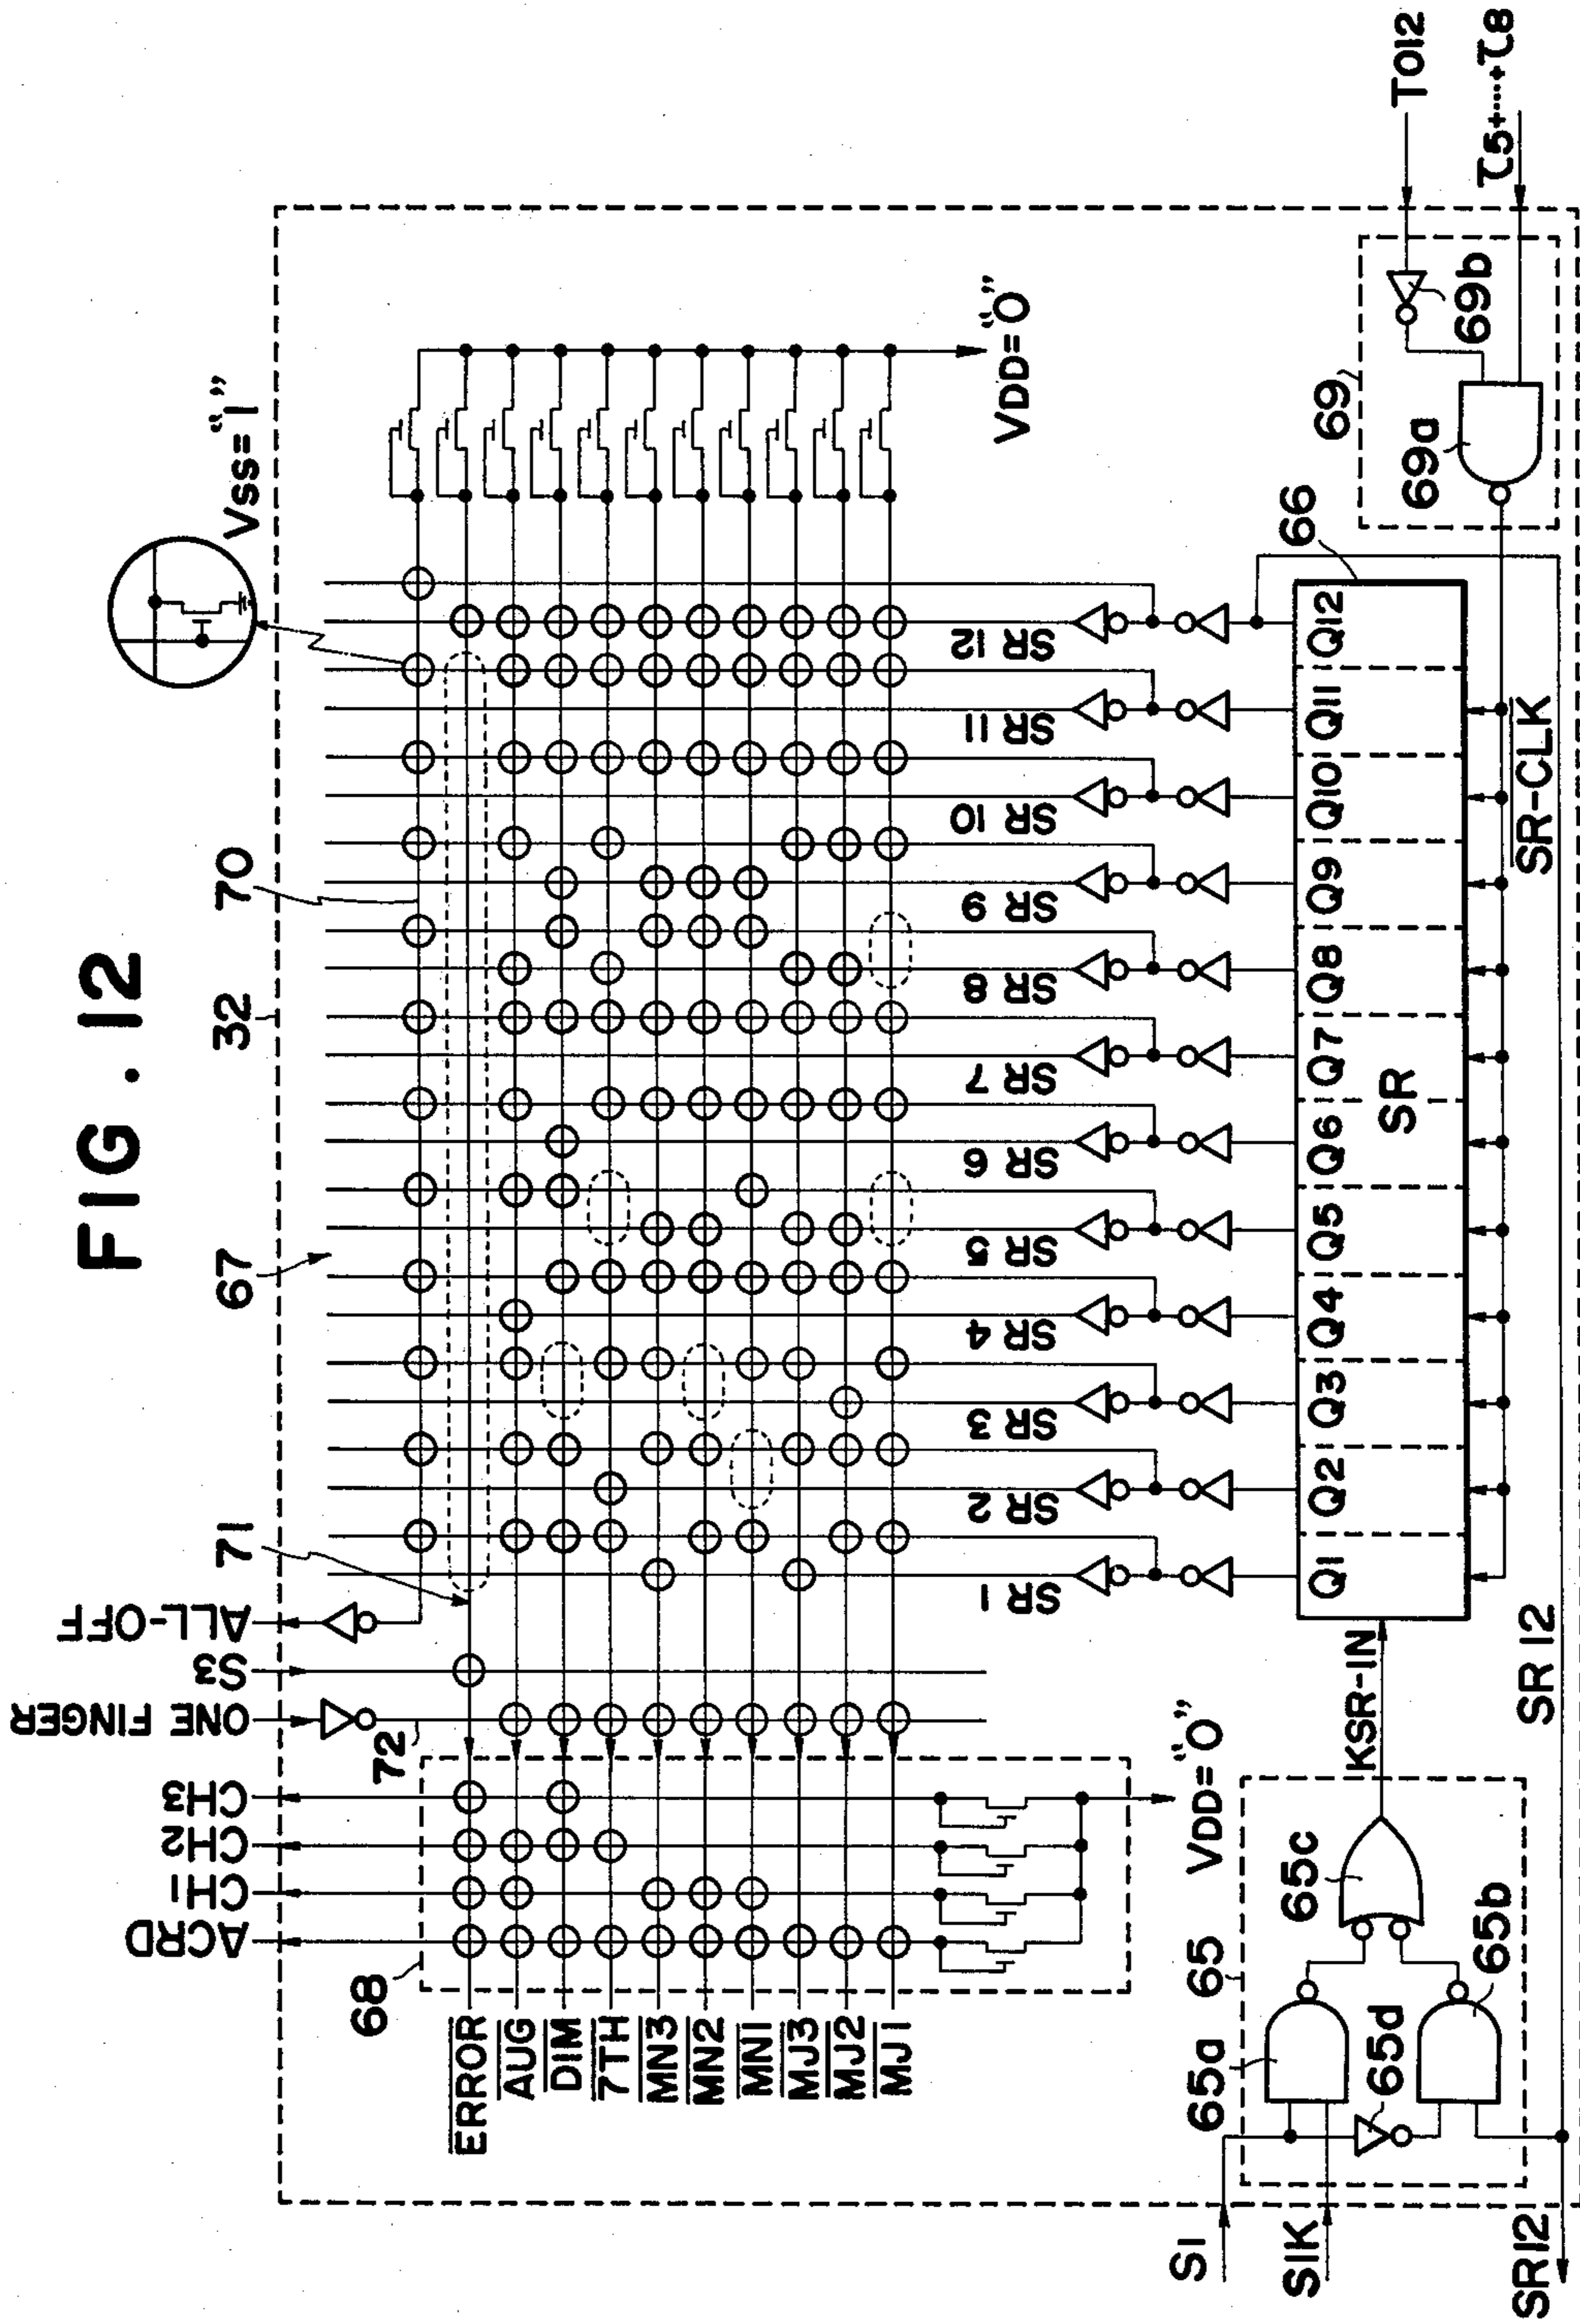 FIG. 12
67
32
70
Vss="1"
71
ALL-OFF
S3
ONE FINGER
72
CH3
CH2
CH1
ACRD
68
ERROR
AUG
DIM
7TH
MN3
MN2
MN1
MJ3
MJ2
MJ1
VDD="0"
VDD="0"
SR 1
SR 2
SR 3
SR 4
SR 5
SR 6
SR 7
SR 8
SR 9
SR 10
SR 11
SR 12
66
Q1
Q2
Q3
Q4
Q5
Q6
Q7
Q8
Q9
Q10
Q11
Q12
SR
SR-CLK
KSR-IN
SR 12
65
65a
65b
65c
65d
S1
S1K
SR12
69
69a
69b
T012
τ5+····+τ8